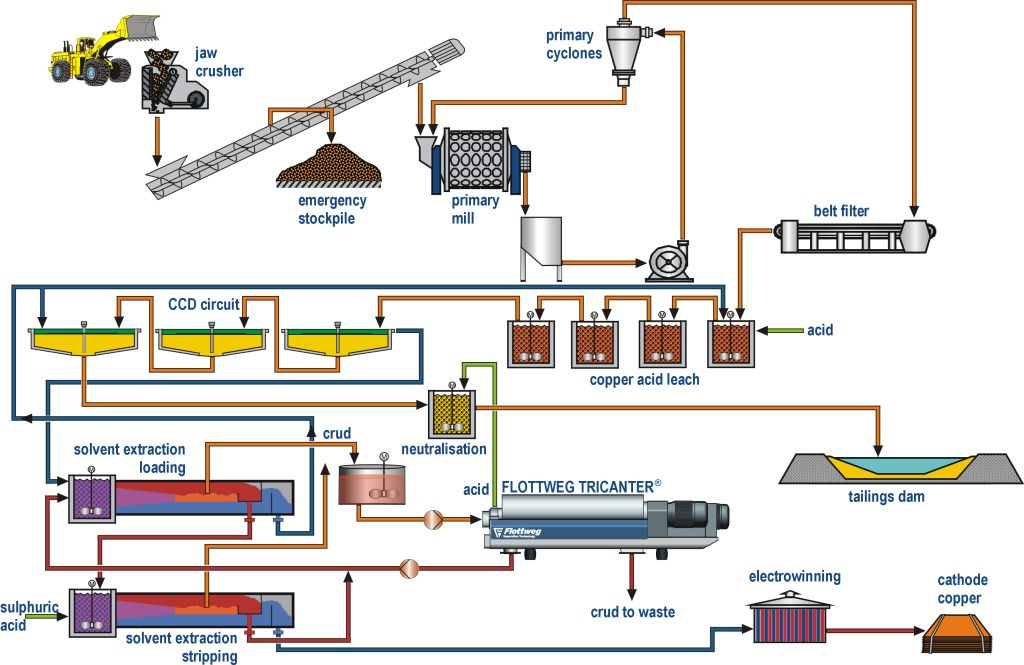 jaw
crusher
primary
cyclones
emergency
stockpile
primary
mill
belt filter
CCD circuit
M
M
M
M
acid
copper acid leach
M
neutralisation
crud
solvent extraction
loading
M
M
acid
FLOTTWEG TRICANTER®
Flottweg
Separation Technology
tailings dam
sulphuric
acid
M
crud to waste
electrowinning
cathode
copper
solvent extraction
stripping